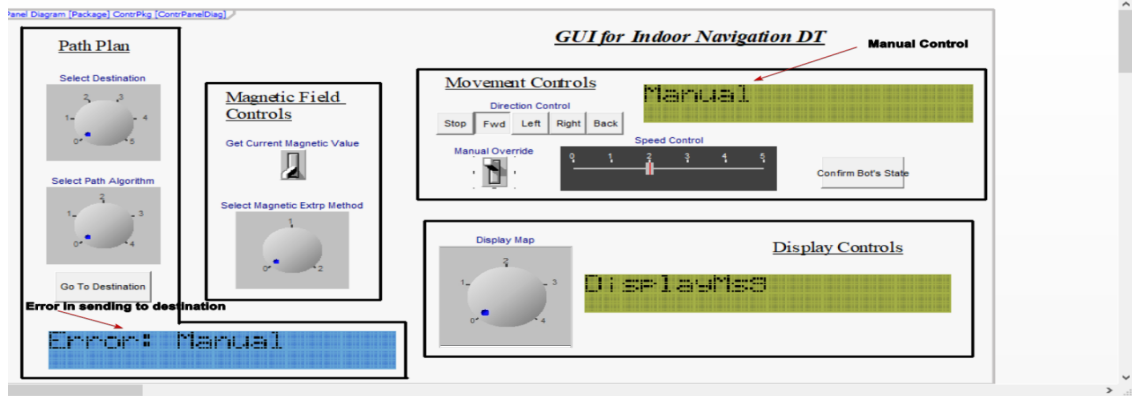 Panel Diagram [Package] ContrPkg [ContrPanelDiag]
GUI for Indoor Navigation DT
Path Plan
Select Destination
0 1 2 3 4 5
Select Path Algorithm
0 1 2 3 4
Go To Destination
Error in sending to destination
Error: Manual
Magnetic Field
Controls
Get Current Magnetic Value
Select Magnetic Extrp Method
0 1 2
Manual Control
Movement Controls
Manual
Direction Control
Stop Fwd Left Right Back
Manual Override
Speed Control
0 1 2 3 4 5
Confirm Bot's State
Display Map
0 1 2 3 4
Display Controls
DisplayMsg